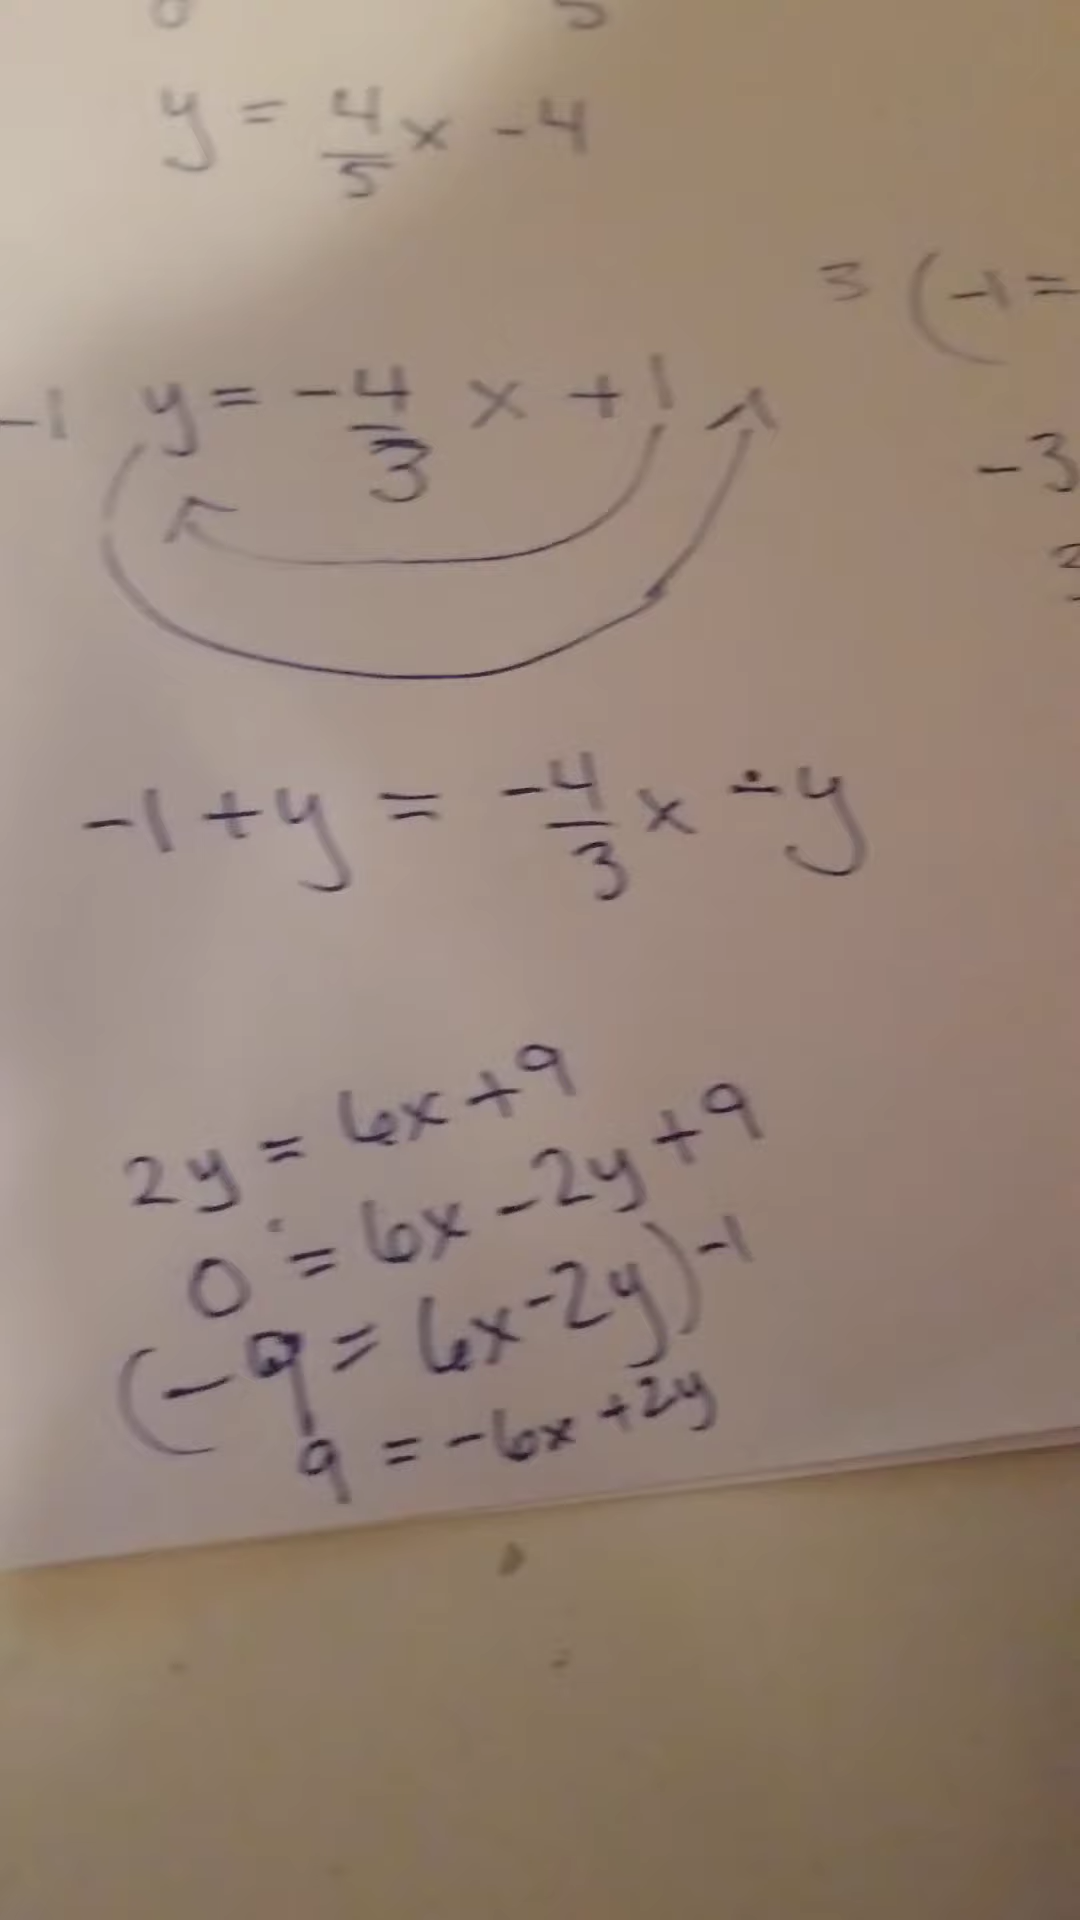 y = 4/5 x - 4
3 (-1 =
-1 y = -4/3 x + 1
-3
-1 + y = -4/3 x ÷ y
2y = 6x + 9
0 = 6x - 2y + 9
(-9 = 6x - 2y) -1
9 = -6x + 2y